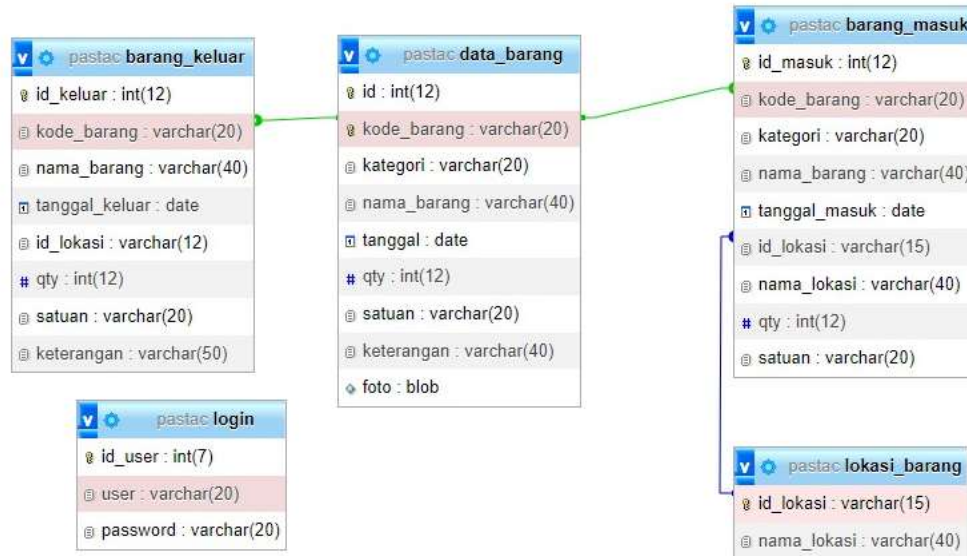 pastac barang_keluar
id_keluar : int(12)
kode_barang : varchar(20)
nama_barang : varchar(40)
tanggal_keluar : date
id_lokasi : varchar(12)
# qty : int(12)
satuan : varchar(20)
keterangan : varchar(50)
pastac data_barang
id : int(12)
kode_barang : varchar(20)
kategori : varchar(20)
nama_barang : varchar(40)
tanggal : date
# qty : int(12)
satuan : varchar(20)
keterangan : varchar(40)
foto : blob
pastac barang_masuk
id_masuk : int(12)
kode_barang : varchar(20)
kategori : varchar(20)
nama_barang : varchar(40)
tanggal_masuk : date
id_lokasi : varchar(15)
nama_lokasi : varchar(40)
# qty : int(12)
satuan : varchar(20)
pastac login
id_user : int(7)
user : varchar(20)
password : varchar(20)
pastac lokasi_barang
id_lokasi : varchar(15)
nama_lokasi : varchar(40)